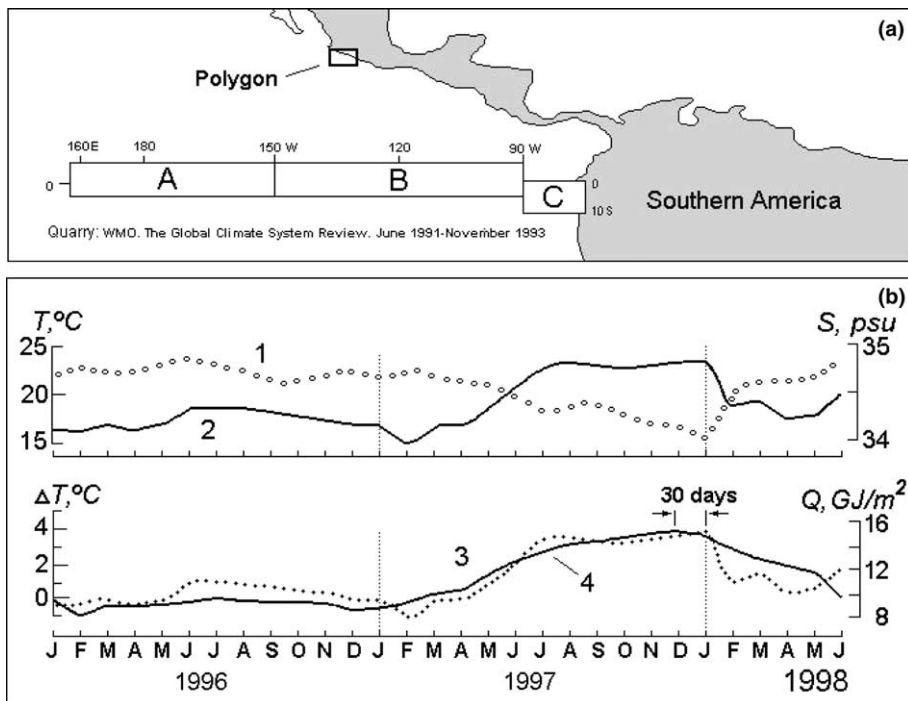 (a)
Polygon
160E 180 150 W 120 90 W
0 A B
C 0
10 S
Southern America
Quarry: WMO. The Global Climate System Review. June 1991-November 1993
(b)
T,ºC S, psu
25 1 35
20
15 2 34
ΔT,ºC 30 days Q, GJ/m²
4 16
2 3 4 12
0 8
J F M A M J J A S O N D J F M A M J J A S O N D J F M A M J
1996 1997 1998